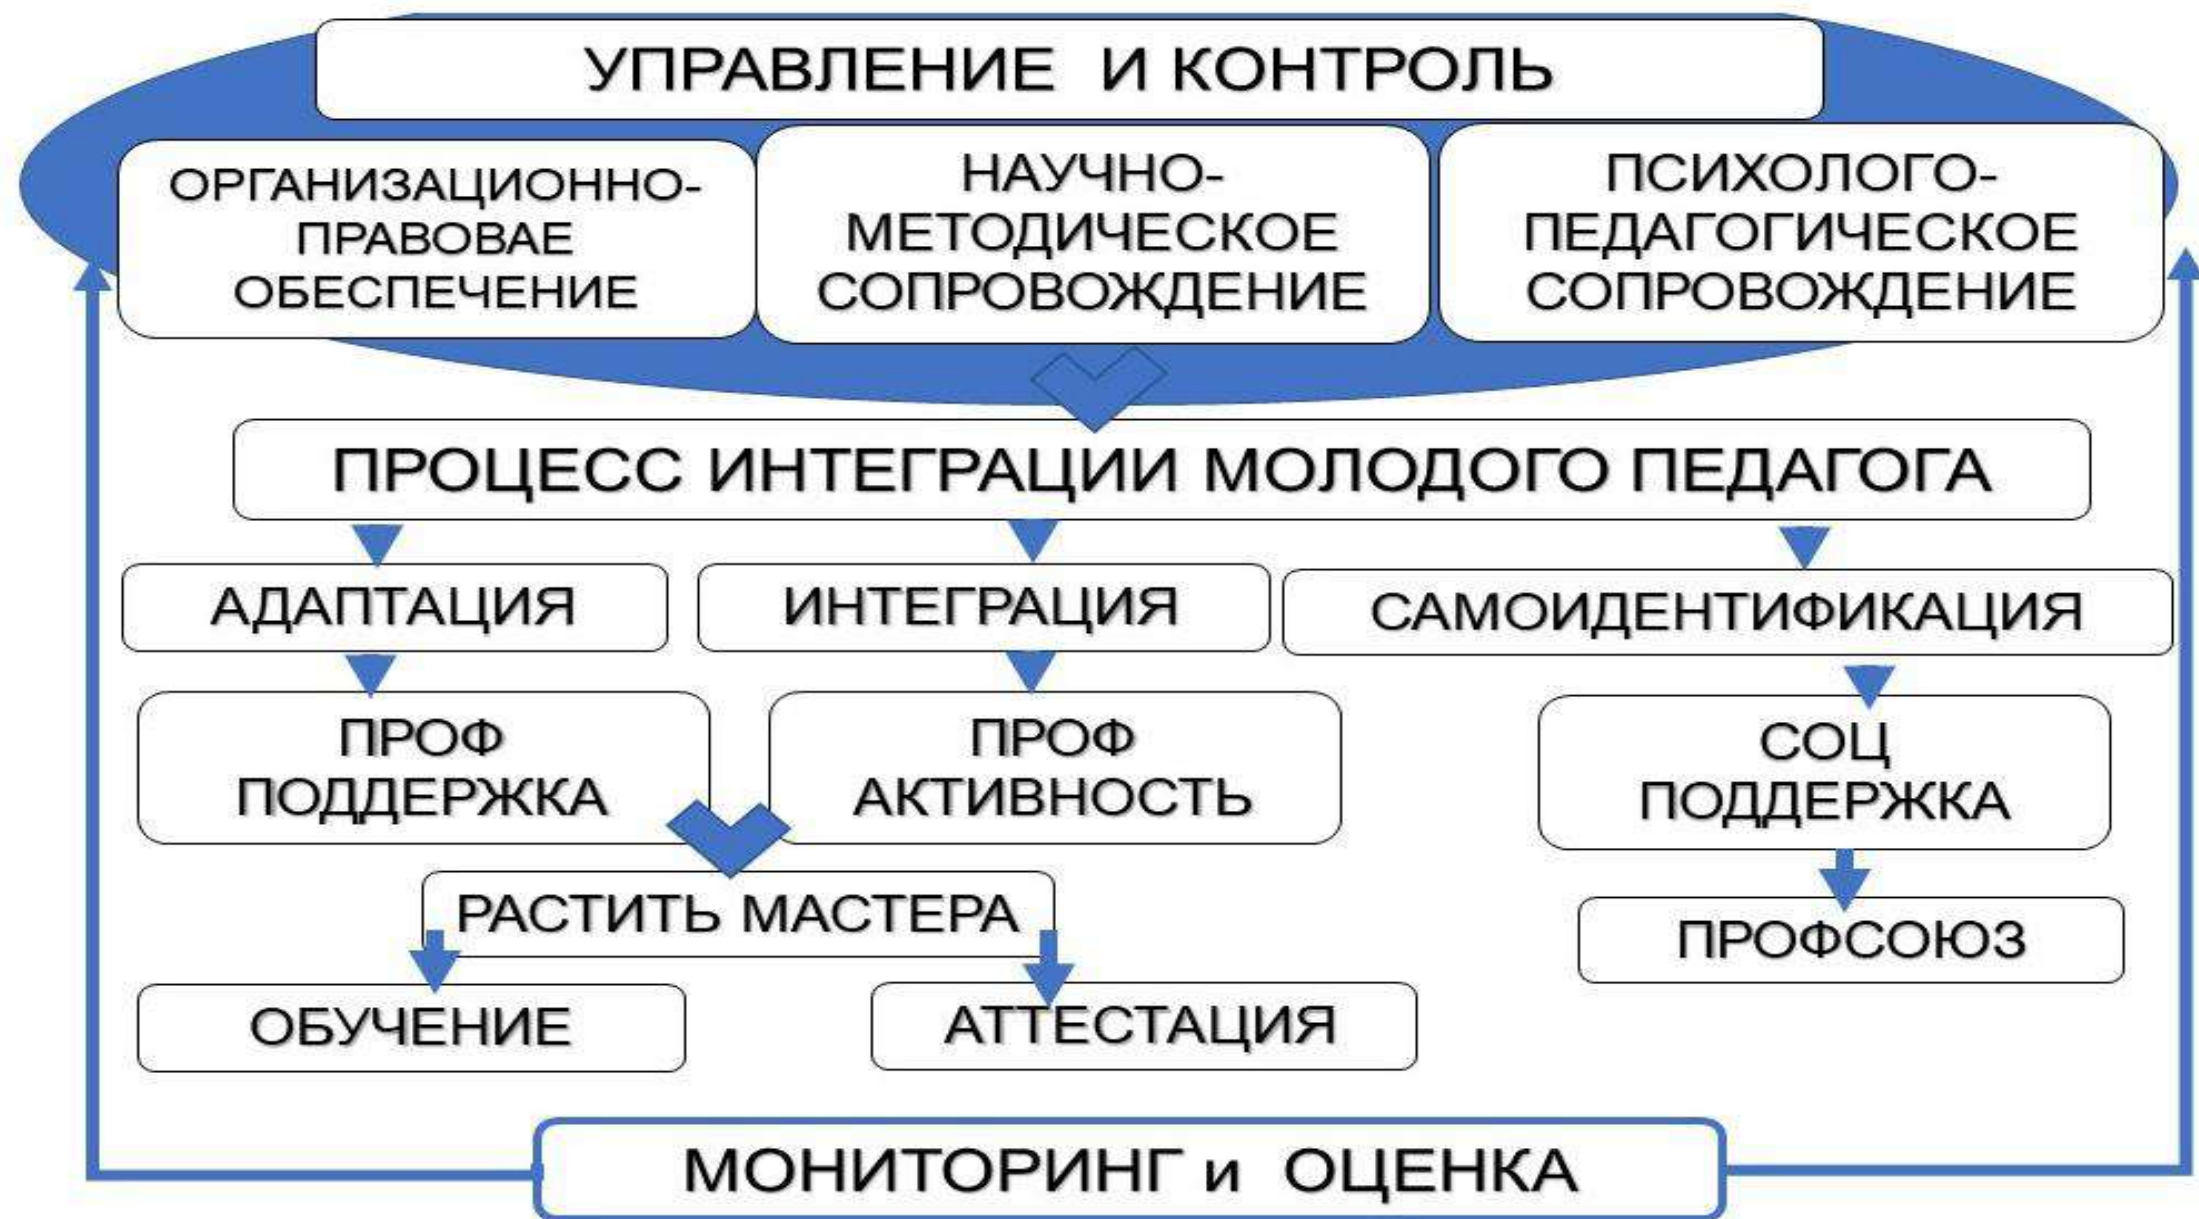 УПРАВЛЕНИЕ И КОНТРОЛЬ
ОРГАНИЗАЦИОННО-
ПРАВОВАЕ
ОБЕСПЕЧЕНИЕ
НАУЧНО-
МЕТОДИЧЕСКОЕ
СОПРОВОЖДЕНИЕ
ПСИХОЛОГО-
ПЕДАГОГИЧЕСКОЕ
СОПРОВОЖДЕНИЕ
ПРОЦЕСС ИНТЕГРАЦИИ МОЛОДОГО ПЕДАГОГА
АДАПТАЦИЯ
ИНТЕГРАЦИЯ
САМОИДЕНТИФИКАЦИЯ
ПРОФ
ПОДДЕРЖКА
ПРОФ
АКТИВНОСТЬ
СОЦ
ПОДДЕРЖКА
РАСТИТЬ МАСТЕРА
ПРОФСОЮЗ
ОБУЧЕНИЕ
АТТЕСТАЦИЯ
МОНИТОРИНГ и ОЦЕНКА